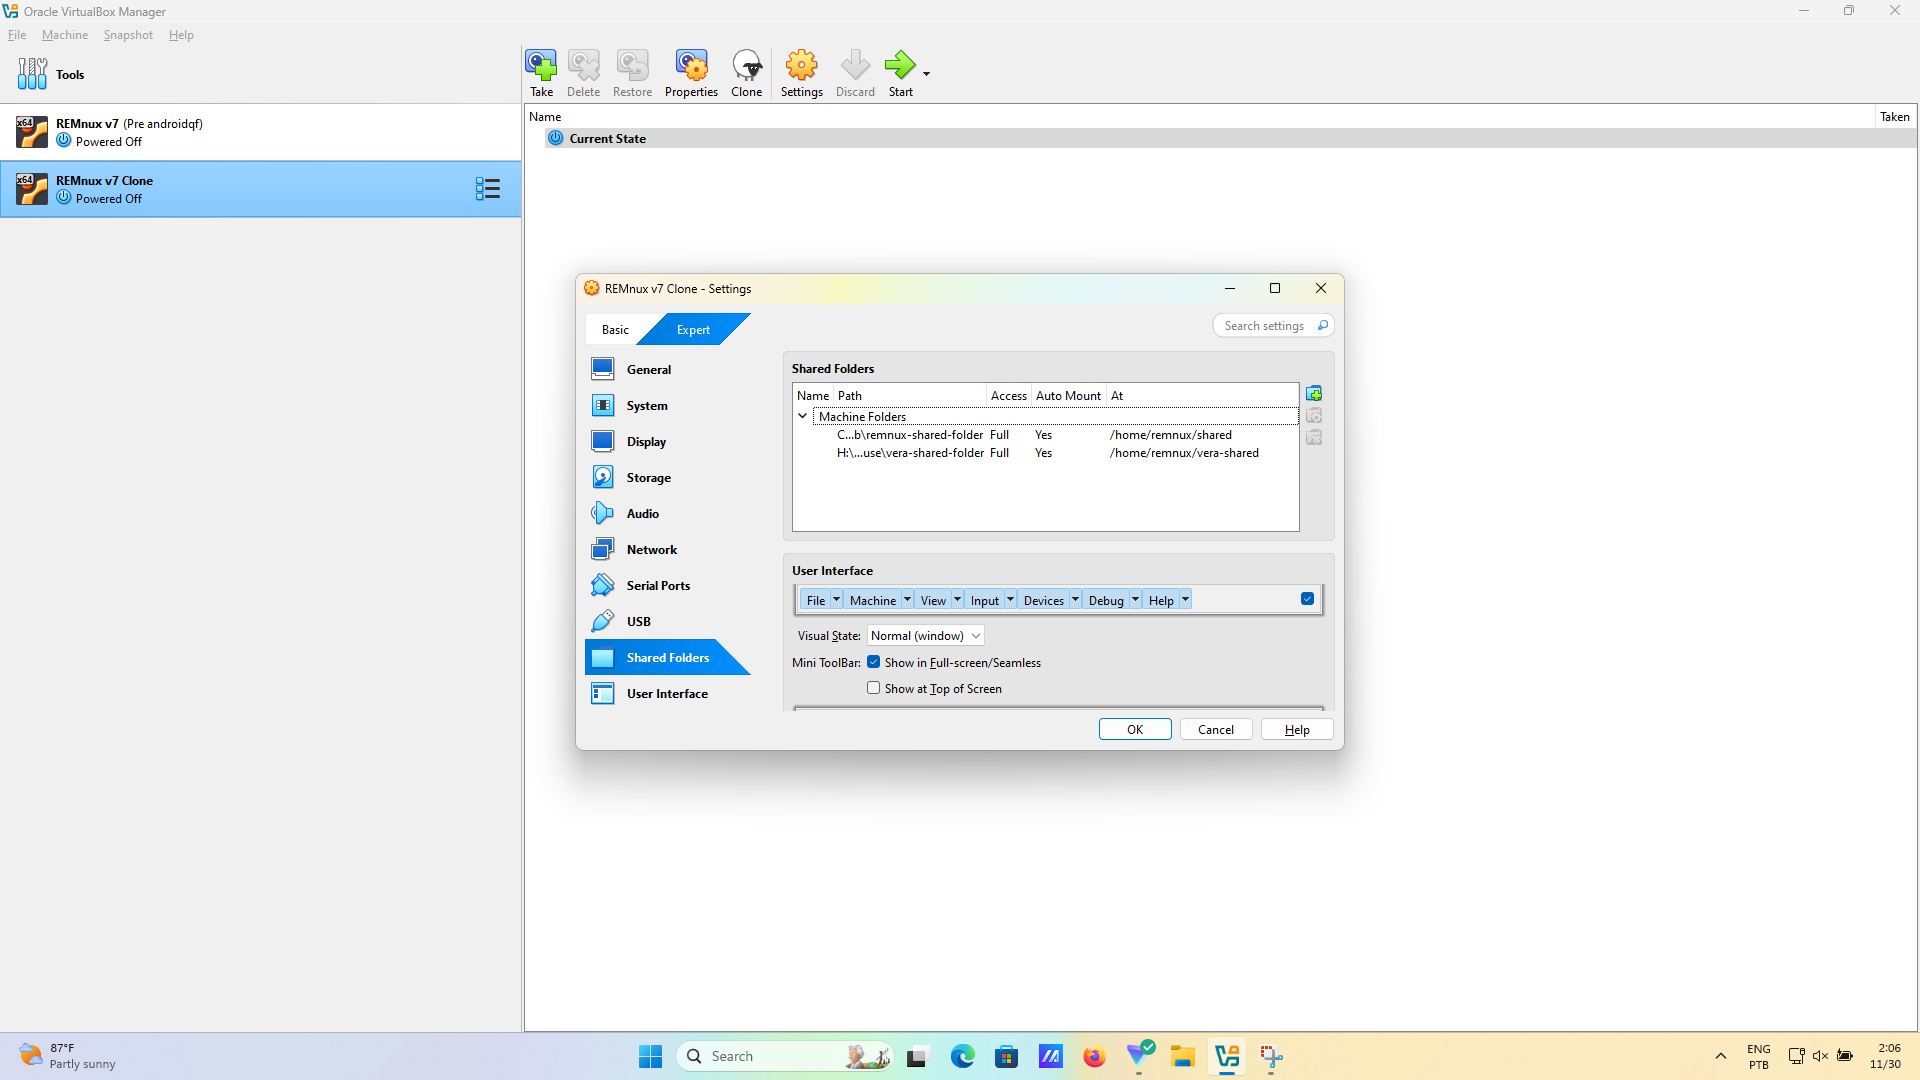 Oracle VirtualBox Manager
File Machine Snapshot Help
Tools
Take Delete Restore Properties Clone Settings Discard Start
Name Taken
Current State
x64 REMnux v7 (Pre androidqf)
Powered Off
x64 REMnux v7 Clone
Powered Off
REMnux v7 Clone - Settings
Basic Expert
Search settings
General
System
Display
Storage
Audio
Network
Serial Ports
USB
Shared Folders
User Interface
Shared Folders
Name Path Access Auto Mount At
Machine Folders
C...b\remnux-shared-folder Full Yes /home/remnux/shared
H:\...use\vera-shared-folder Full Yes /home/remnux/vera-shared
User Interface
File Machine View Input Devices Debug Help
Visual State: Normal (window)
Mini ToolBar: Show in Full-screen/Seamless
Show at Top of Screen
OK Cancel Help
87°F
Partly sunny
Search
ENG
PTB
2:06
11/30